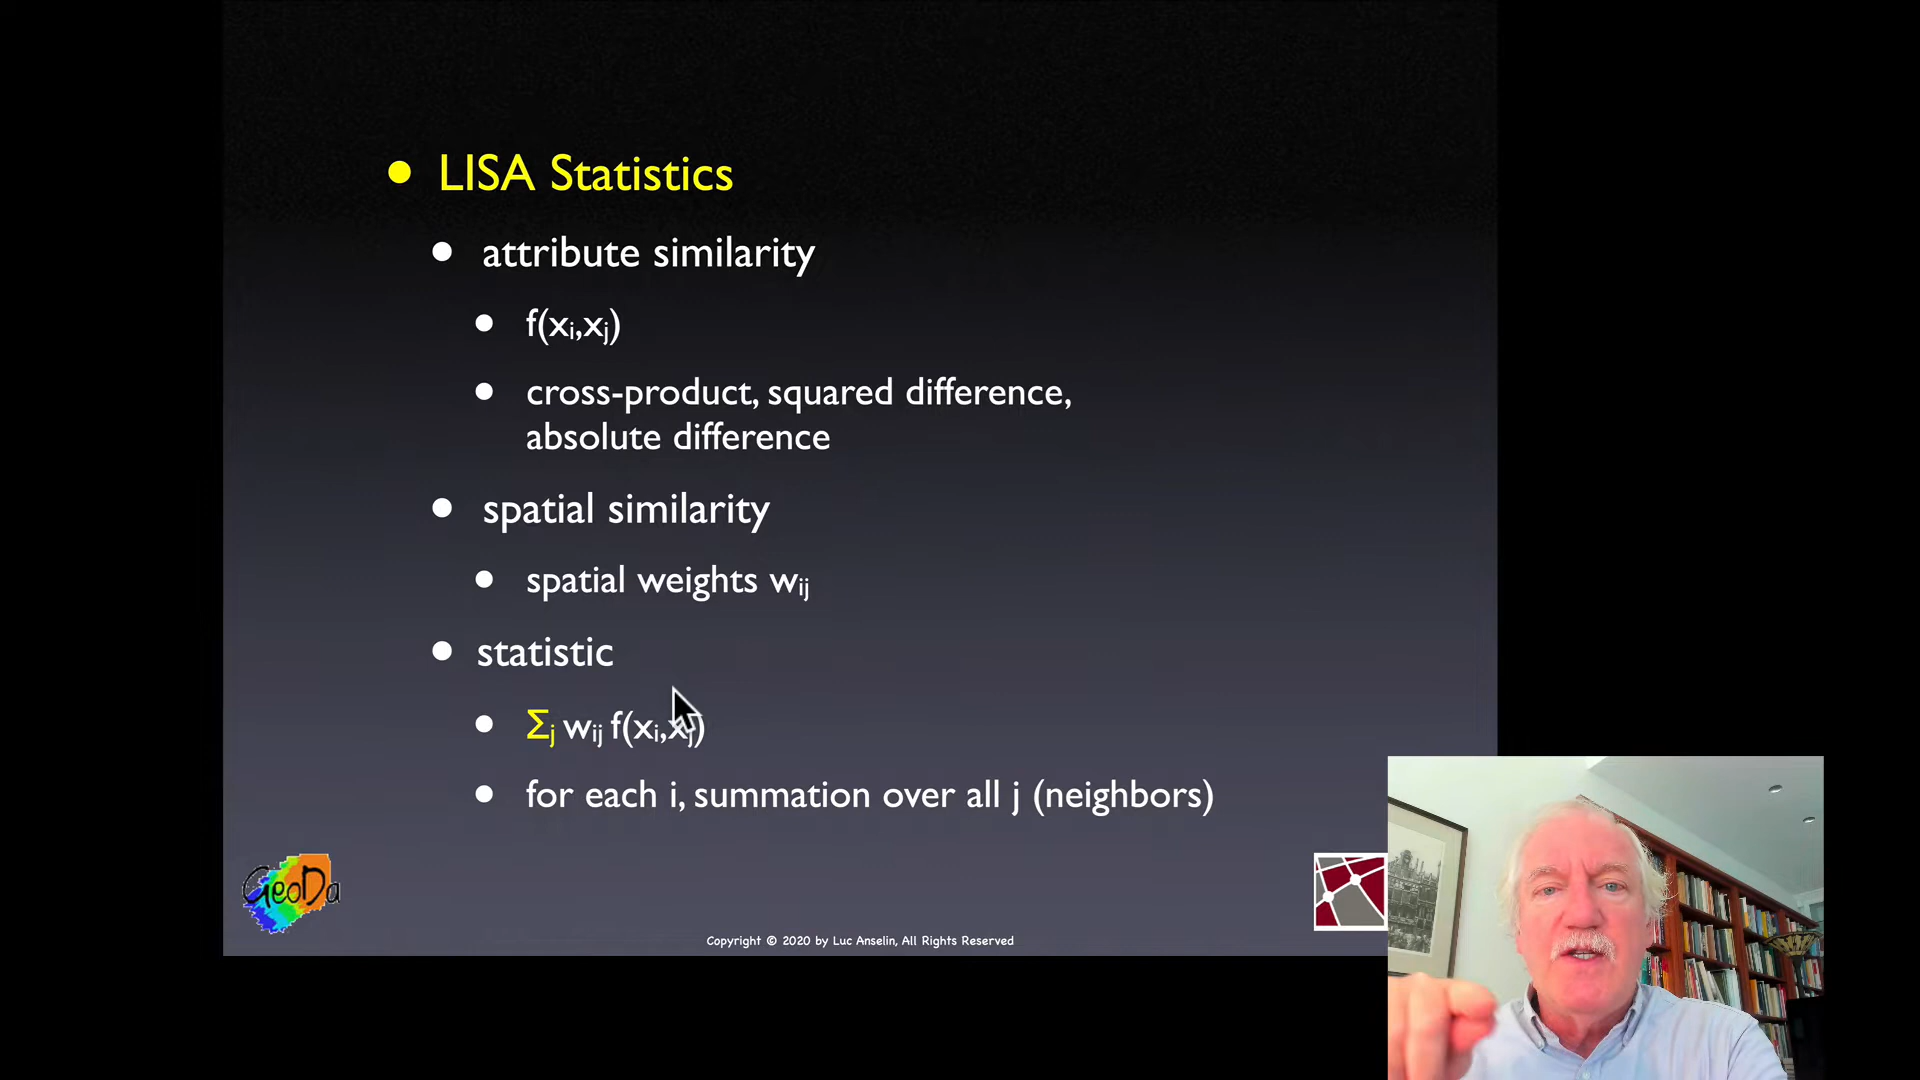 LISA Statistics
attribute similarity
f(xi,xj)
cross-product, squared difference,
absolute difference
spatial similarity
spatial weights wij
statistic
Σj wij f(xi,xj)
for each i, summation over all j (neighbors)
GeoDa
Copyright © 2020 by Luc Anselin, All Rights Reserved